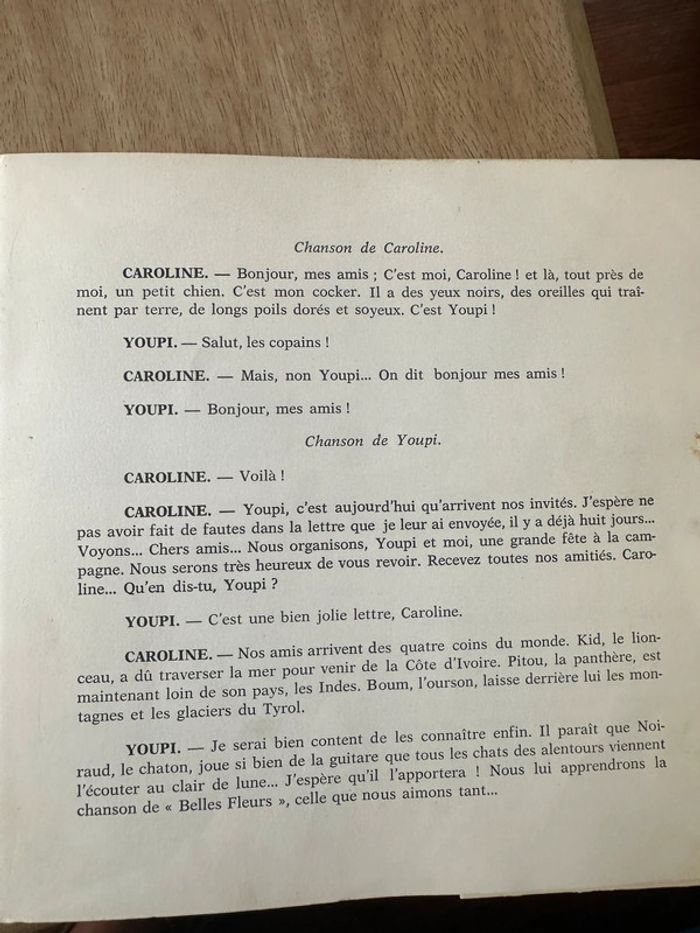 Chanson de Caroline.
CAROLINE. — Bonjour, mes amis ; C'est moi, Caroline ! et là, tout près de
moi, un petit chien. C'est mon cocker. Il a des yeux noirs, des oreilles qui traî-
nent par terre, de longs poils dorés et soyeux. C'est Youpi !
YOUPI. — Salut, les copains !
CAROLINE. — Mais, non Youpi... On dit bonjour mes amis !
YOUPI. — Bonjour, mes amis !
Chanson de Youpi.
CAROLINE. — Voilà !
CAROLINE. — Youpi, c'est aujourd'hui qu'arrivent nos invités. J'espère ne
pas avoir fait de fautes dans la lettre que je leur ai envoyée, il y a déjà huit jours...
Voyons... Chers amis... Nous organisons, Youpi et moi, une grande fête à la cam-
pagne. Nous serons très heureux de vous revoir. Recevez toutes nos amitiés. Caro-
line... Qu'en dis-tu, Youpi ?
YOUPI. — C'est une bien jolie lettre, Caroline.
CAROLINE. — Nos amis arrivent des quatre coins du monde. Kid, le lion-
ceau, a dû traverser la mer pour venir de la Côte d'Ivoire. Pitou, la panthère, est
maintenant loin de son pays, les Indes. Boum, l'ourson, laisse derrière lui les mon-
tagnes et les glaciers du Tyrol.
YOUPI. — Je serai bien content de les connaître enfin. Il paraît que Noi-
raud, le chaton, joue si bien de la guitare que tous les chats des alentours viennent
l'écouter au clair de lune... J'espère qu'il l'apportera ! Nous lui apprendrons la
chanson de « Belles Fleurs », celle que nous aimons tant...